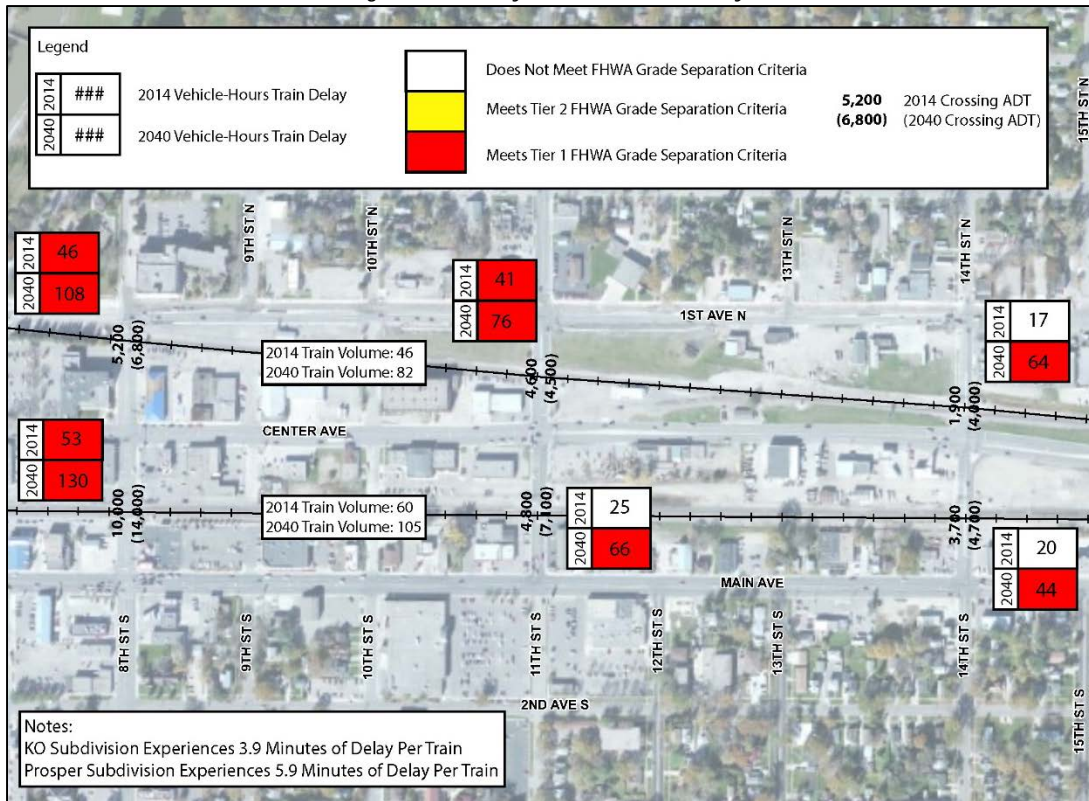 Legend
2014 ### 2014 Vehicle-Hours Train Delay
2040 ### 2040 Vehicle-Hours Train Delay
Does Not Meet FHWA Grade Separation Criteria
Meets Tier 2 FHWA Grade Separation Criteria
Meets Tier 1 FHWA Grade Separation Criteria
5,200 2014 Crossing ADT
(6,800) (2040 Crossing ADT)
15TH ST N
9TH ST N
10TH ST N
13TH ST N
14TH ST N
2014 46
2040 108
2014 41
2040 76
1ST AVE N
2014 17
2040 64
5,200
(6,800)
2014 Train Volume: 46
2040 Train Volume: 82
4,600
(4,500)
1,900
(4,000)
CENTER AVE
2014 53
2040 130
10,000
(14,000)
2014 Train Volume: 60
2040 Train Volume: 105
4,800
(7,100)
2014 25
2040 66
3,700
(4,700)
2014 20
2040 44
MAIN AVE
8TH ST S
9TH ST S
10TH ST S
11TH ST S
12TH ST S
13TH ST S
14TH ST S
15TH ST S
2ND AVE S
Notes:
KO Subdivision Experiences 3.9 Minutes of Delay Per Train
Prosper Subdivision Experiences 5.9 Minutes of Delay Per Train